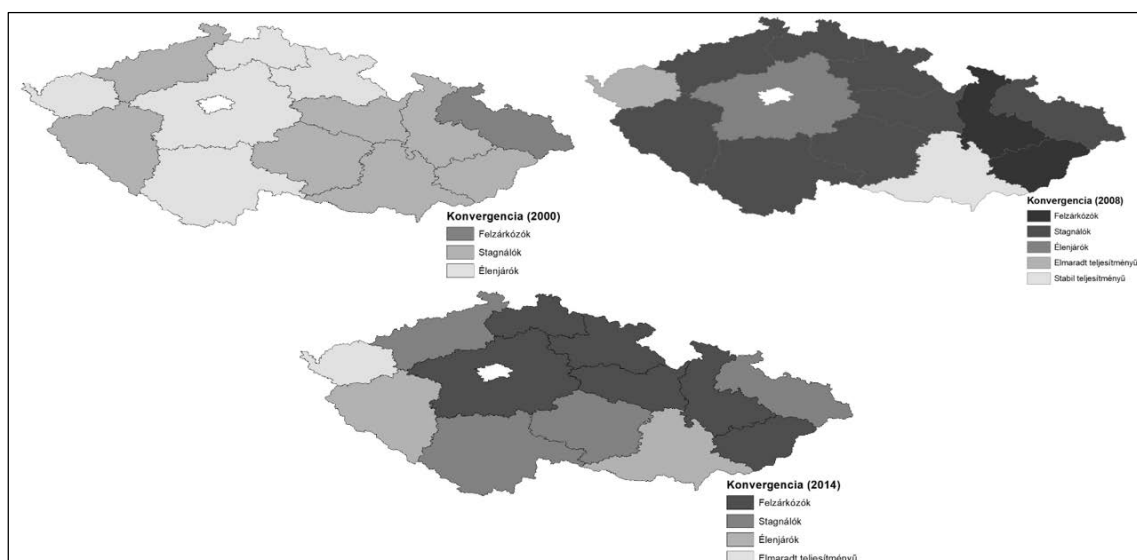 Konvergencia (2000)
Felzárkózók
Stagnálók
Élenjárók
Konvergencia (2008)
Felzárkózók
Stagnálók
Élenjárók
Elmaradt teljesítményű
Stabil teljesítményű
Konvergencia (2014)
Felzárkózók
Stagnálók
Élenjárók
Elmaradt teljesítményű